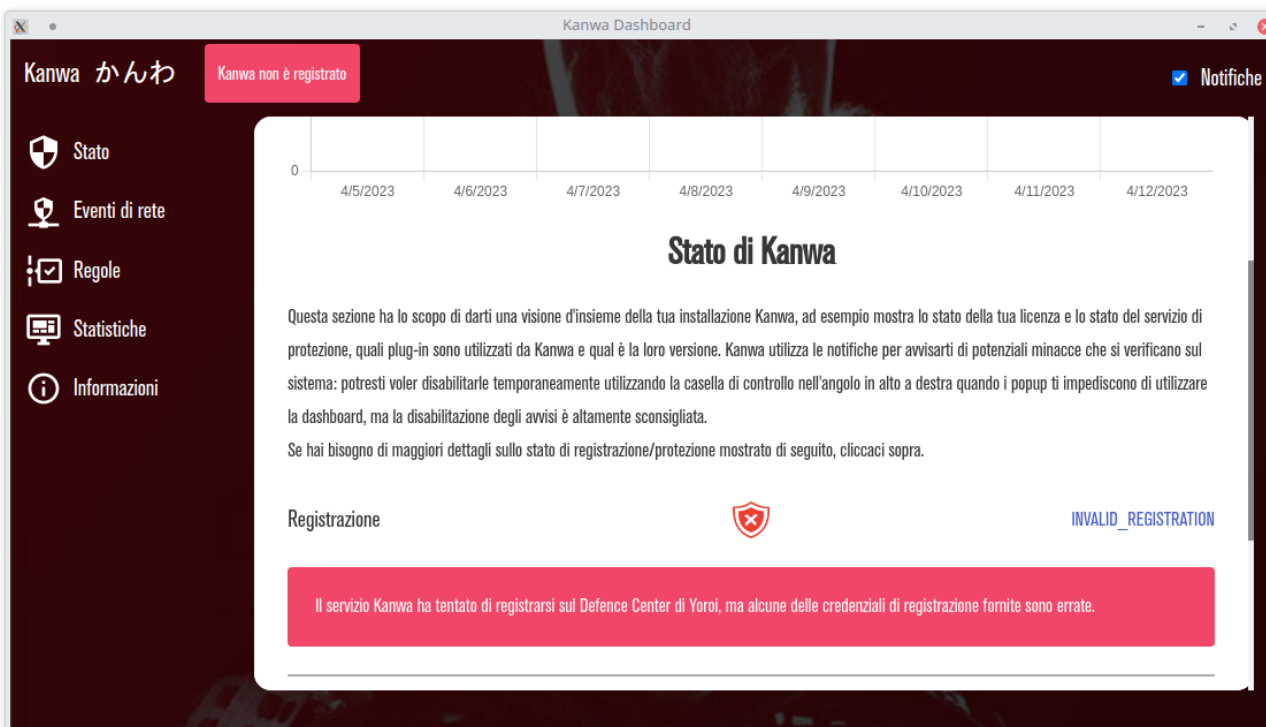 Kanwa Dashboard
Kanwa かんわ
Kanwa non è registrato
Notifiche
Stato
Eventi di rete
Regole
Statistiche
Informazioni
0
4/5/2023 4/6/2023 4/7/2023 4/8/2023 4/9/2023 4/10/2023 4/11/2023 4/12/2023
Stato di Kanwa
Questa sezione ha lo scopo di darti una visione d'insieme della tua installazione Kanwa, ad esempio mostra lo stato della tua licenza e lo stato del servizio di
protezione, quali plug-in sono utilizzati da Kanwa e qual è la loro versione. Kanwa utilizza le notifiche per avvisarti di potenziali minacce che si verificano sul
sistema: potresti voler disabilitarle temporaneamente utilizzando la casella di controllo nell'angolo in alto a destra quando i popup ti impediscono di utilizzare
la dashboard, ma la disabilitazione degli avvisi è altamente sconsigliata.
Se hai bisogno di maggiori dettagli sullo stato di registrazione/protezione mostrato di seguito, cliccaci sopra.
Registrazione
INVALID_REGISTRATION
Il servizio Kanwa ha tentato di registrarsi sul Defence Center di Yoroi, ma alcune delle credenziali di registrazione fornite sono errate.